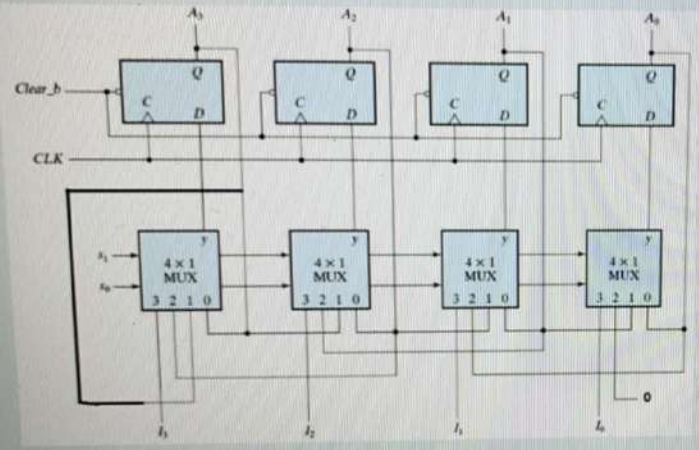 A₃ A₂ A₁ A₀
Q Q Q Q
Clear_b
C D C D C D C D
CLK
y y y y
s₁ 4 × 1 4 × 1 4 × 1 4 × 1
MUX MUX MUX MUX
s₀
3 2 1 0 3 2 1 0 3 2 1 0 3 2 1 0
0
I₃ I₂ I₁ I₀